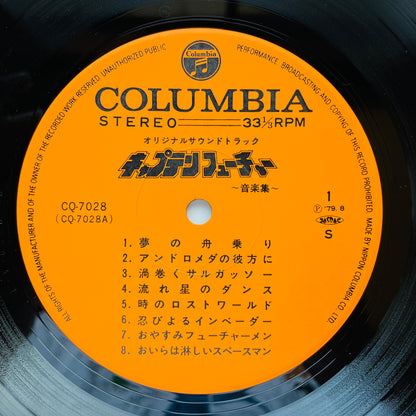 Columbia
COLUMBIA
STEREO 33⅓RPM
オリジナルサウンドトラック
キャプテンフューチャー
～音楽集～
CQ-7028
(CQ-7028A)
1
Ⓟ '79. 8
JASRAC
S
1. 夢の舟乗り
2. アンドロメダの彼方に
3. 渦巻くサルガッソー
4. 流れ星のダンス
5. 時のロストワールド
6. 忍びよるインベーダー
7. おやすみフューチャーメン
8. おいらは淋しいスペースマン
ALL RIGHTS OF THE MANUFACTURER AND OF THE OWNER OF THE RECORDED WORK RESERVED. UNAUTHORIZED PUBLIC PERFORMANCE, BROADCASTING AND COPYING OF THIS RECORD PROHIBITED. MADE BY NIPPON COLUMBIA CO. LTD.